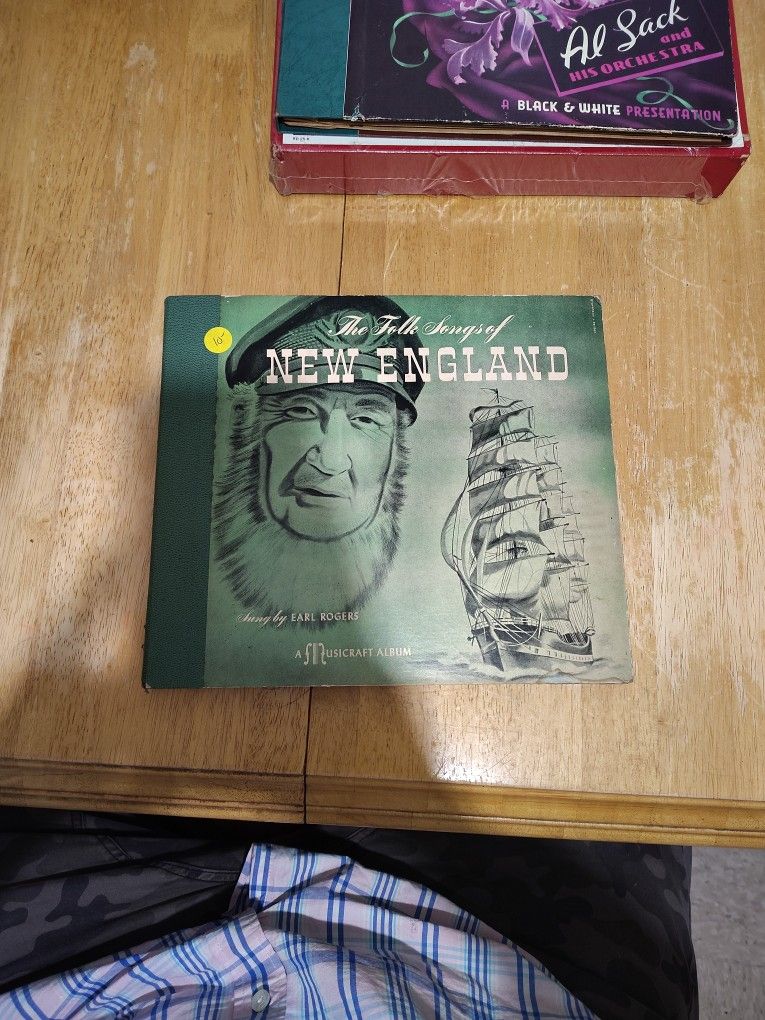 Al Sack
and
HIS ORCHESTRA
A BLACK & WHITE PRESENTATION
10-
The Folk Songs of
NEW ENGLAND
Sung by EARL ROGERS
A MUSICRAFT ALBUM